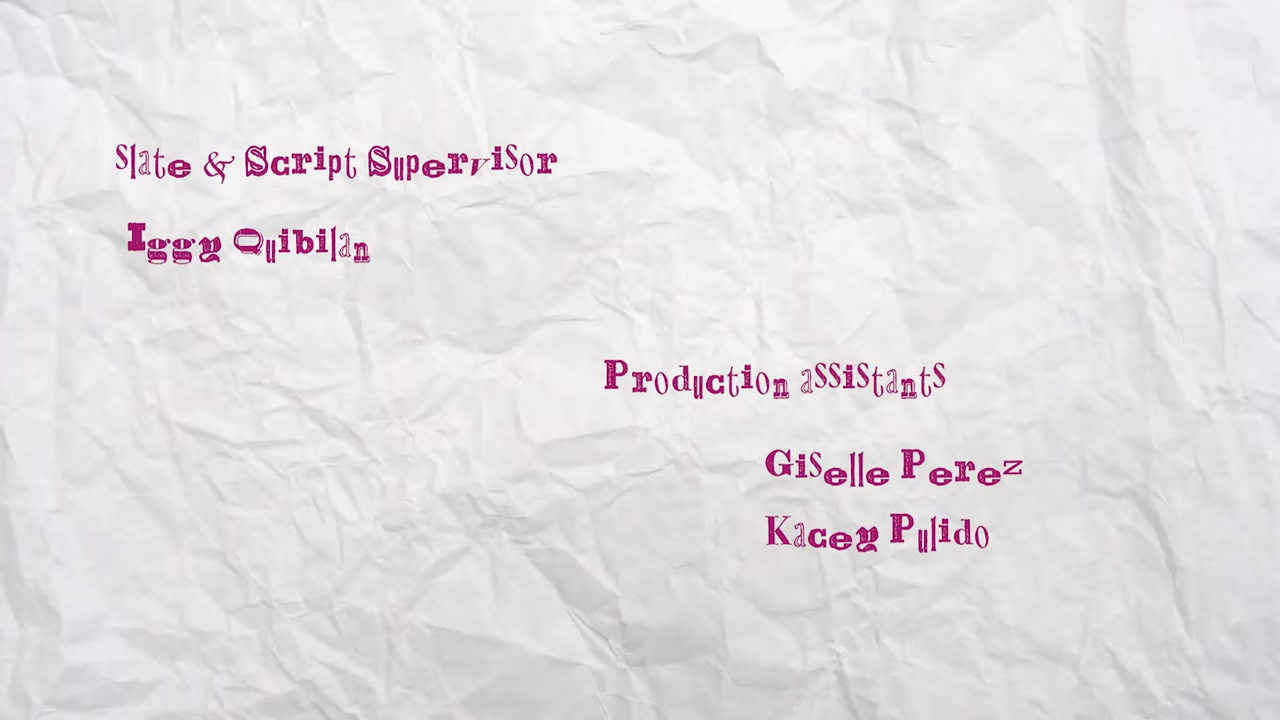 Slate & Script Supervisor
Iggy Quibilan
Production assistants
Giselle Perez
Kacey Pulido